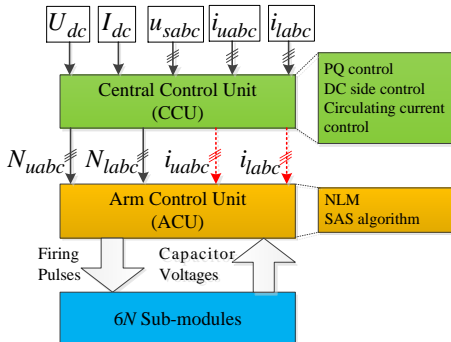 U_dc I_dc u_sabc i_uabc i_labc
Central Control Unit
(CCU)
PQ control
DC side control
Circulating current
control
N_uabc N_labc i_uabc i_labc
Arm Control Unit
(ACU)
NLM
SAS algorithm
Firing
Pulses
Capacitor
Voltages
6N Sub-modules